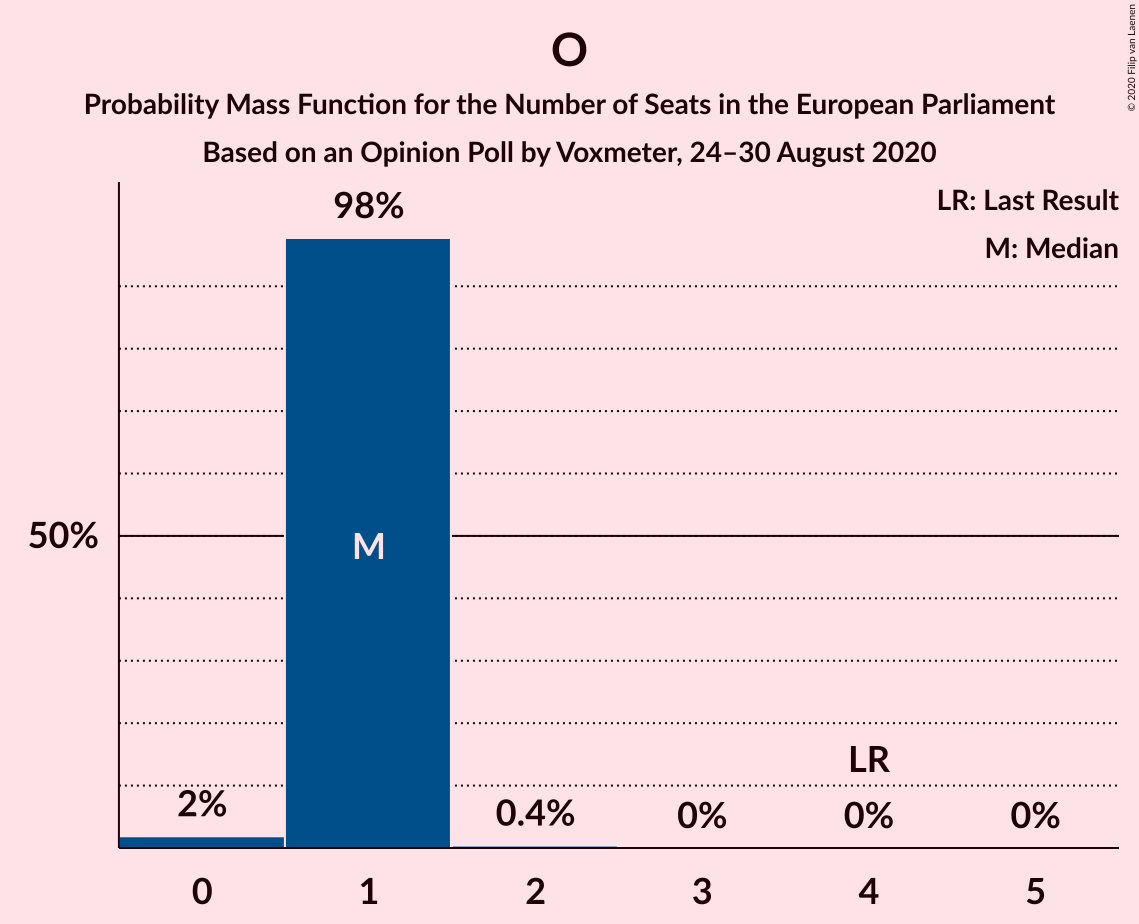 O
Probability Mass Function for the Number of Seats in the European Parliament
Based on an Opinion Poll by Voxmeter, 24–30 August 2020
© 2020 Filip van Laenen
LR: Last Result
M: Median
98%
50%
M
LR
2%
0.4%
0%
0%
0%
0
1
2
3
4
5